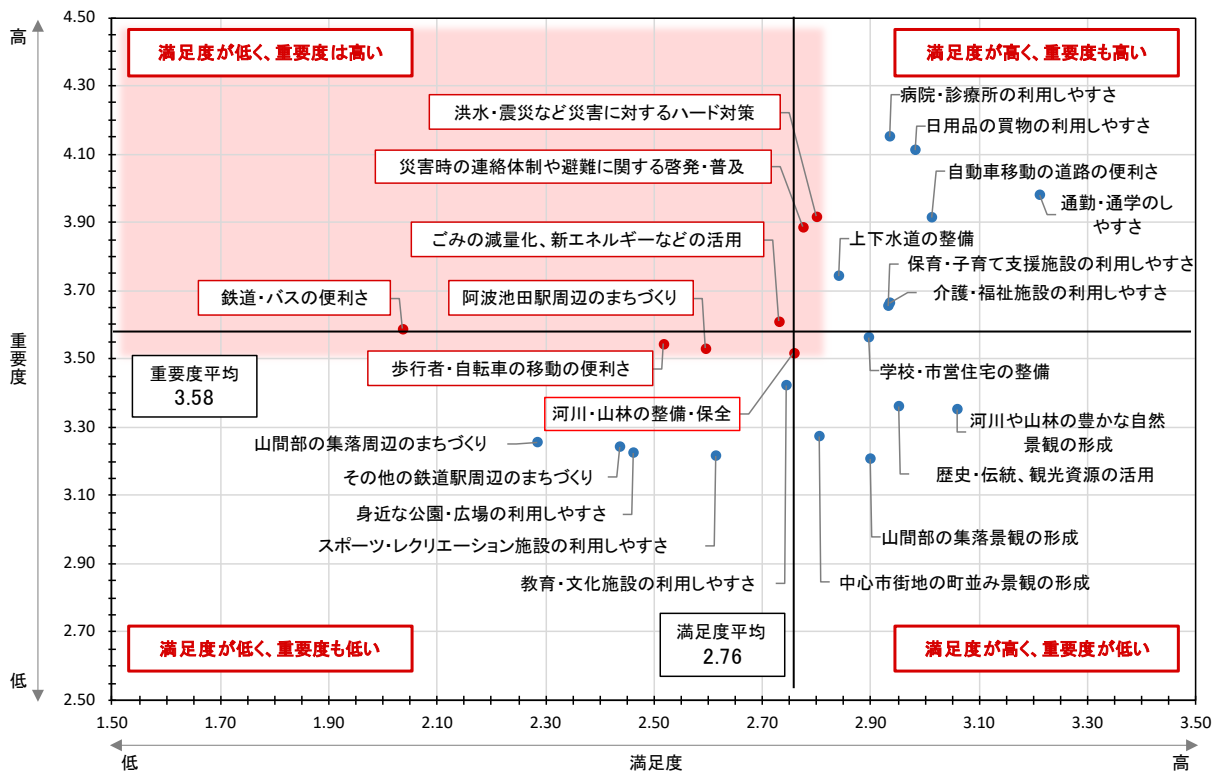 4.50
高
満足度が低く、重要度は高い
満足度が高く、重要度も高い
4.30
病院・診療所の利用しやすさ
洪水・震災など災害に対するハード対策
日用品の買物の利用しやすさ
4.10
災害時の連絡体制や避難に関する啓発・普及
自動車移動の道路の便利さ
通勤・通学のし
やすさ
3.90
ごみの減量化、新エネルギーなどの活用
上下水道の整備
保育・子育て支援施設の利用しやすさ
3.70
鉄道・バスの便利さ
阿波池田駅周辺のまちづくり
介護・福祉施設の利用しやすさ
重要度
3.50
歩行者・自転車の移動の便利さ
学校・市営住宅の整備
重要度平均
3.58
河川・山林の整備・保全
河川や山林の豊かな自然
景観の形成
3.30
山間部の集落周辺のまちづくり
その他の鉄道駅周辺のまちづくり
歴史・伝統、観光資源の活用
3.10
身近な公園・広場の利用しやすさ
スポーツ・レクリエーション施設の利用しやすさ
山間部の集落景観の形成
2.90
教育・文化施設の利用しやすさ
中心市街地の町並み景観の形成
2.70
満足度が低く、重要度も低い
満足度平均
2.76
満足度が高く、重要度が低い
低
2.50
1.50 1.70 1.90 2.10 2.30 2.50 2.70 2.90 3.10 3.30 3.50
低 満足度 高